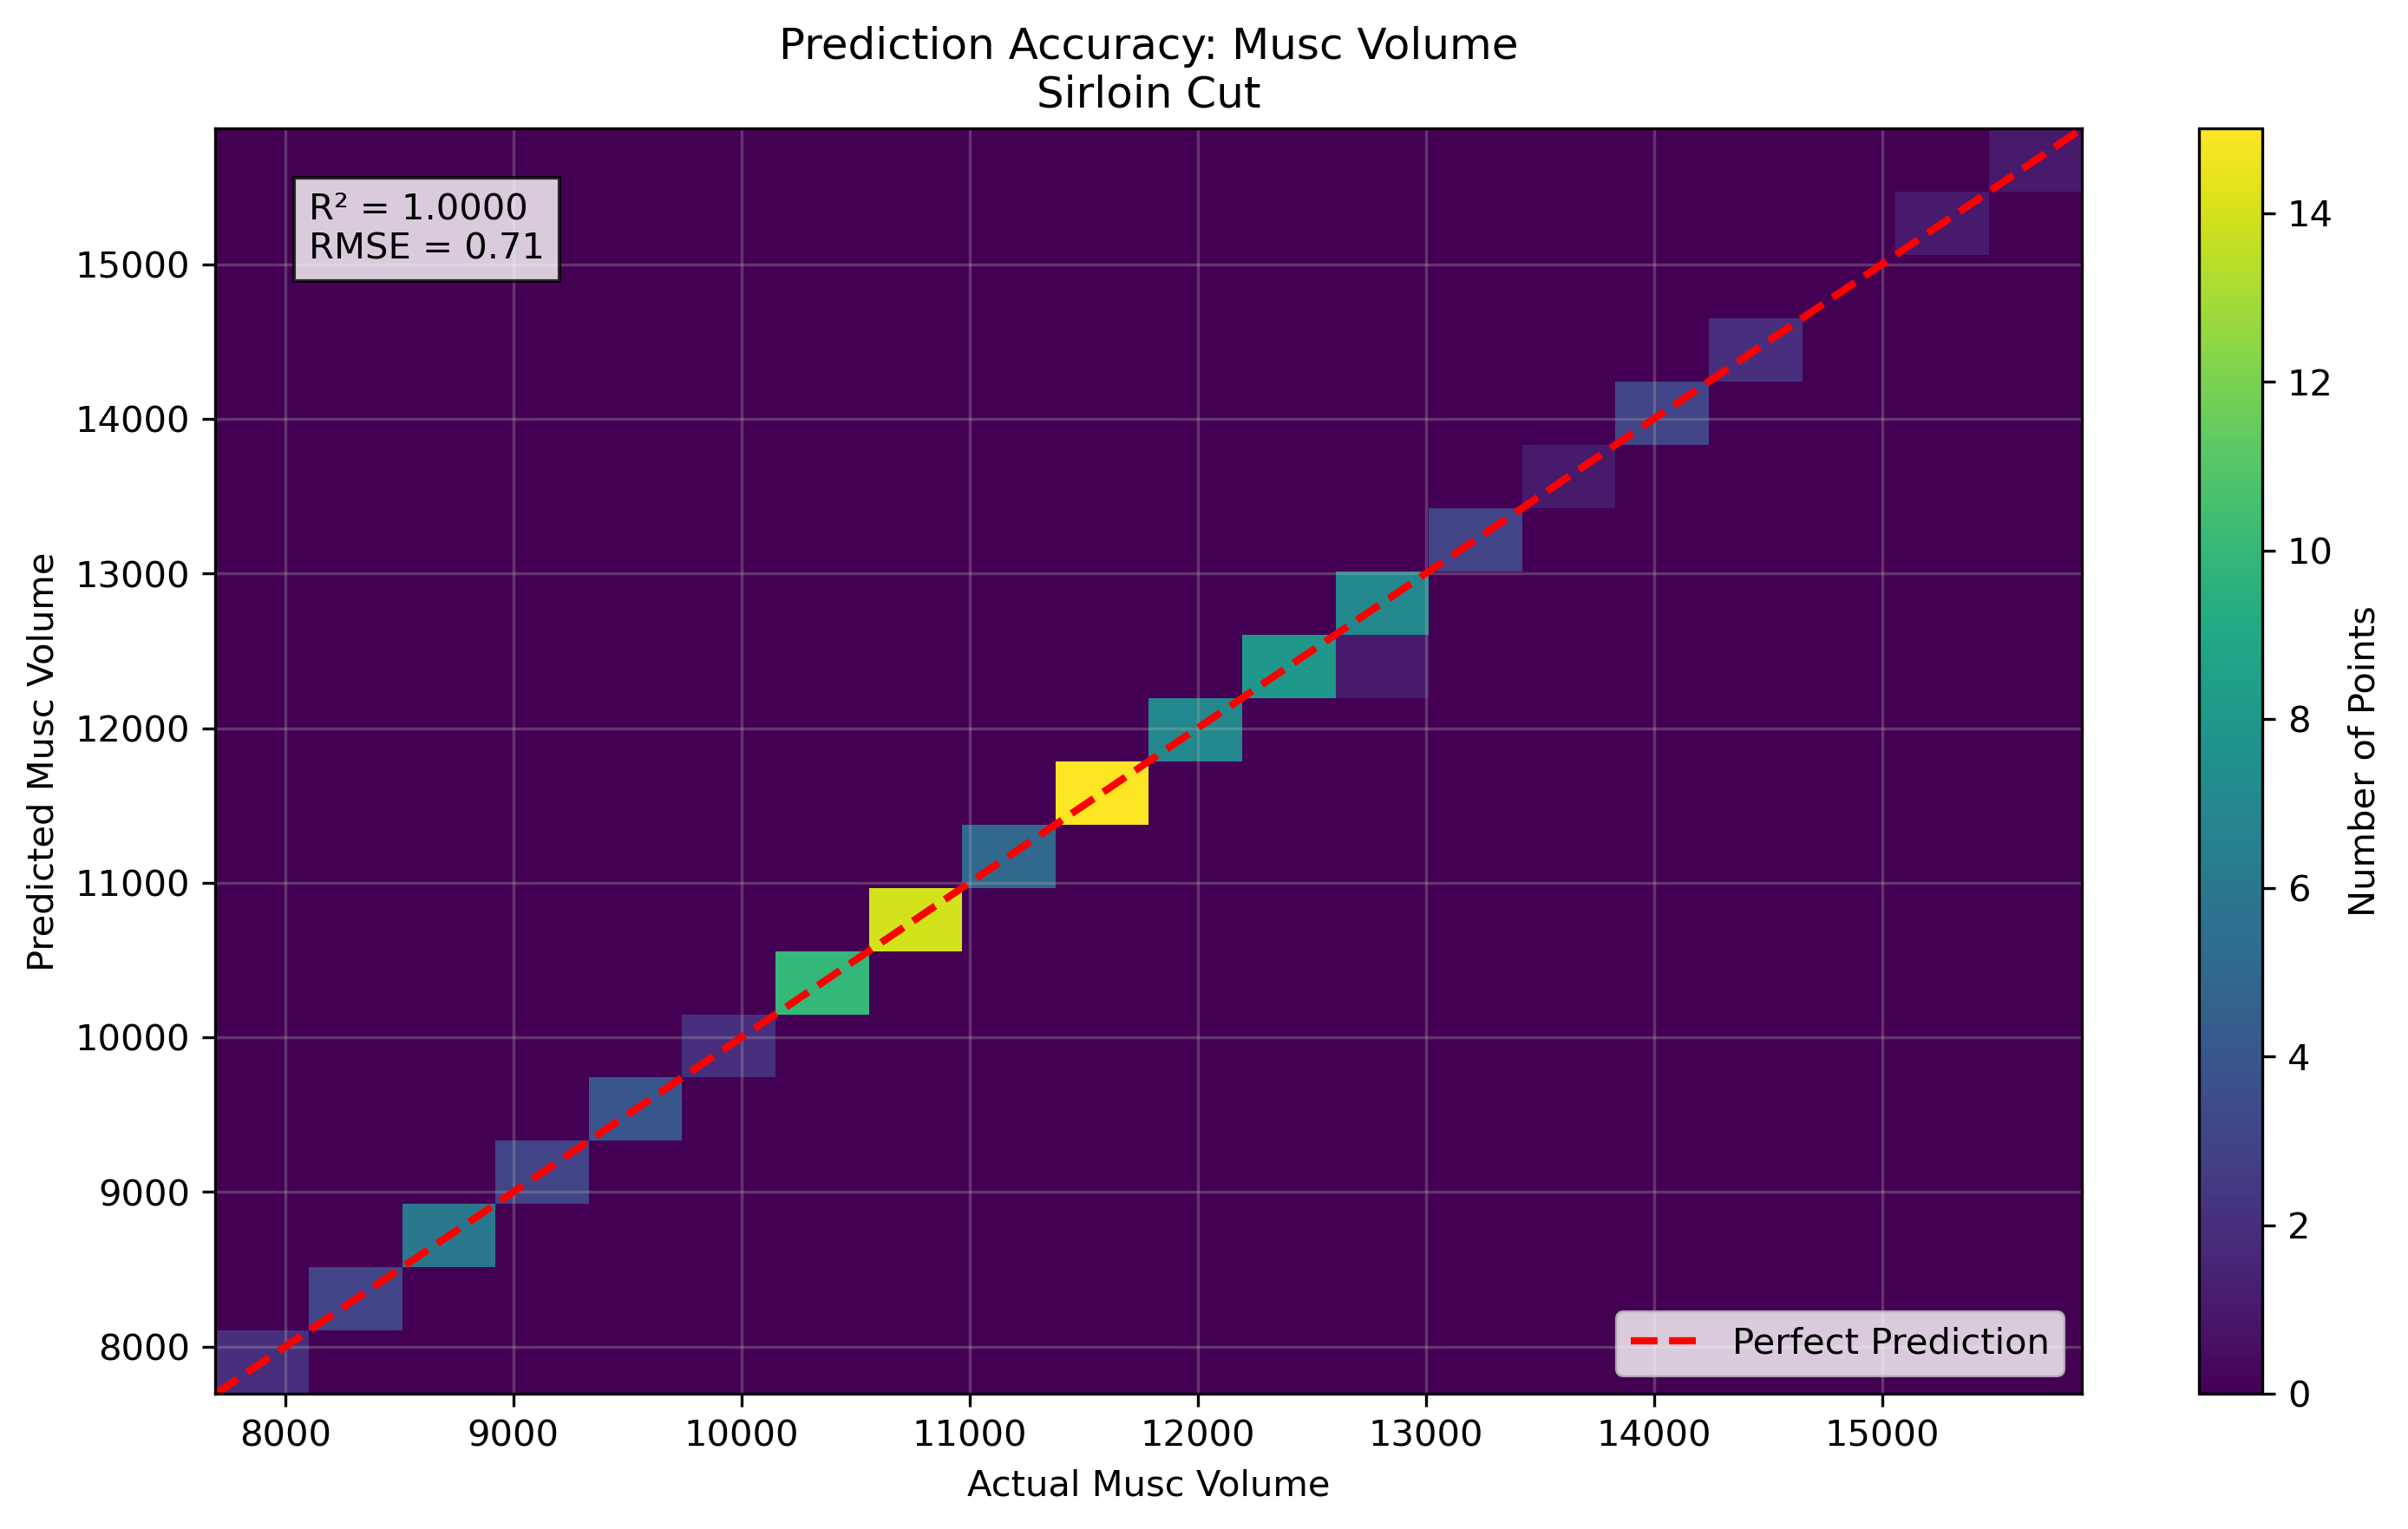 Prediction Accuracy: Musc Volume
Sirloin Cut
R² = 1.0000
RMSE = 0.71
Predicted Musc Volume
15000
14000
13000
12000
11000
10000
9000
8000
8000 9000 10000 11000 12000 13000 14000 15000
Actual Musc Volume
Perfect Prediction
14
12
10
8
6
4
2
0
Number of Points